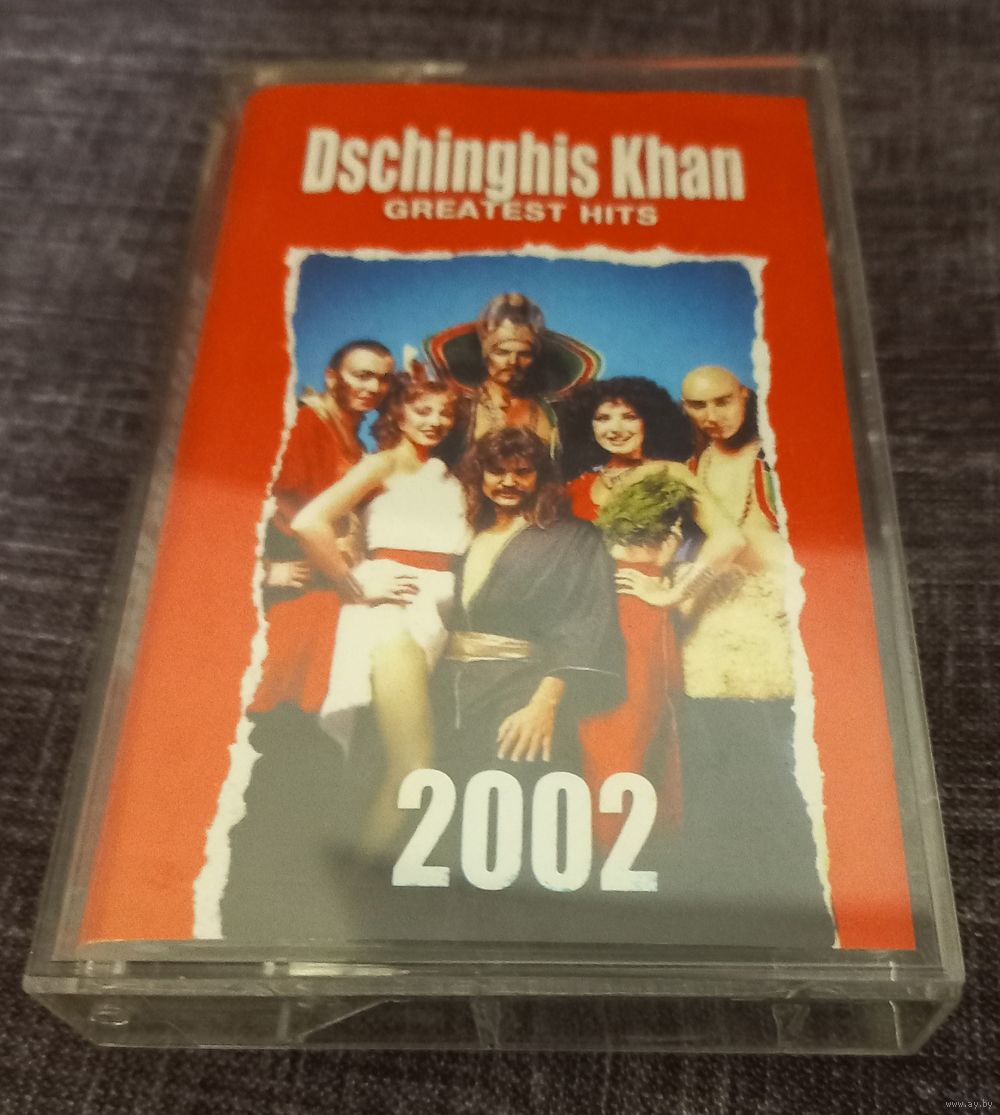 Dschinghis Khan
GREATEST HITS
2002
www.ay.by